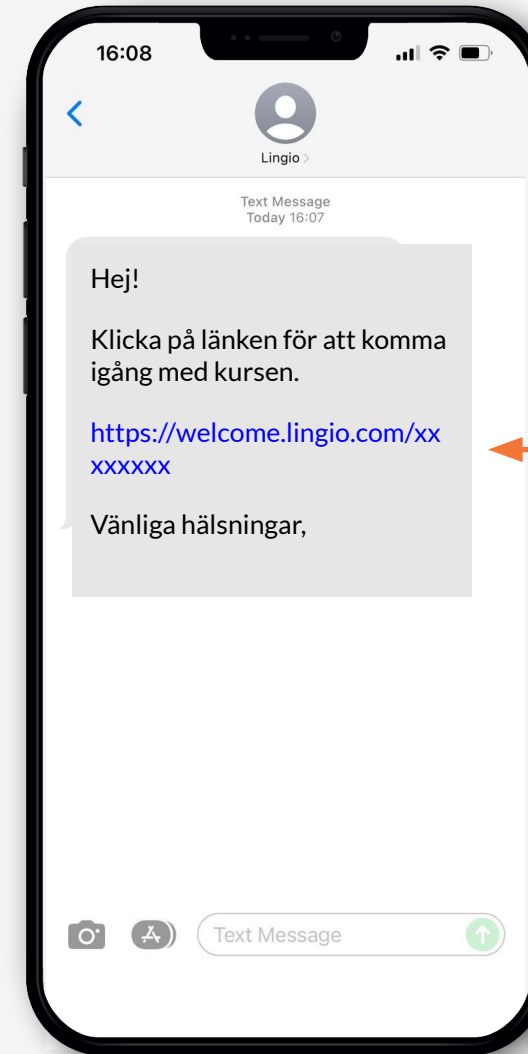 16:08
Lingio >
Text Message
Today 16:07
Hej!
Klicka på länken för att komma
igång med kursen.
https://welcome.lingio.com/xx
xxxxxxx
Vänliga hälsningar,
Text Message